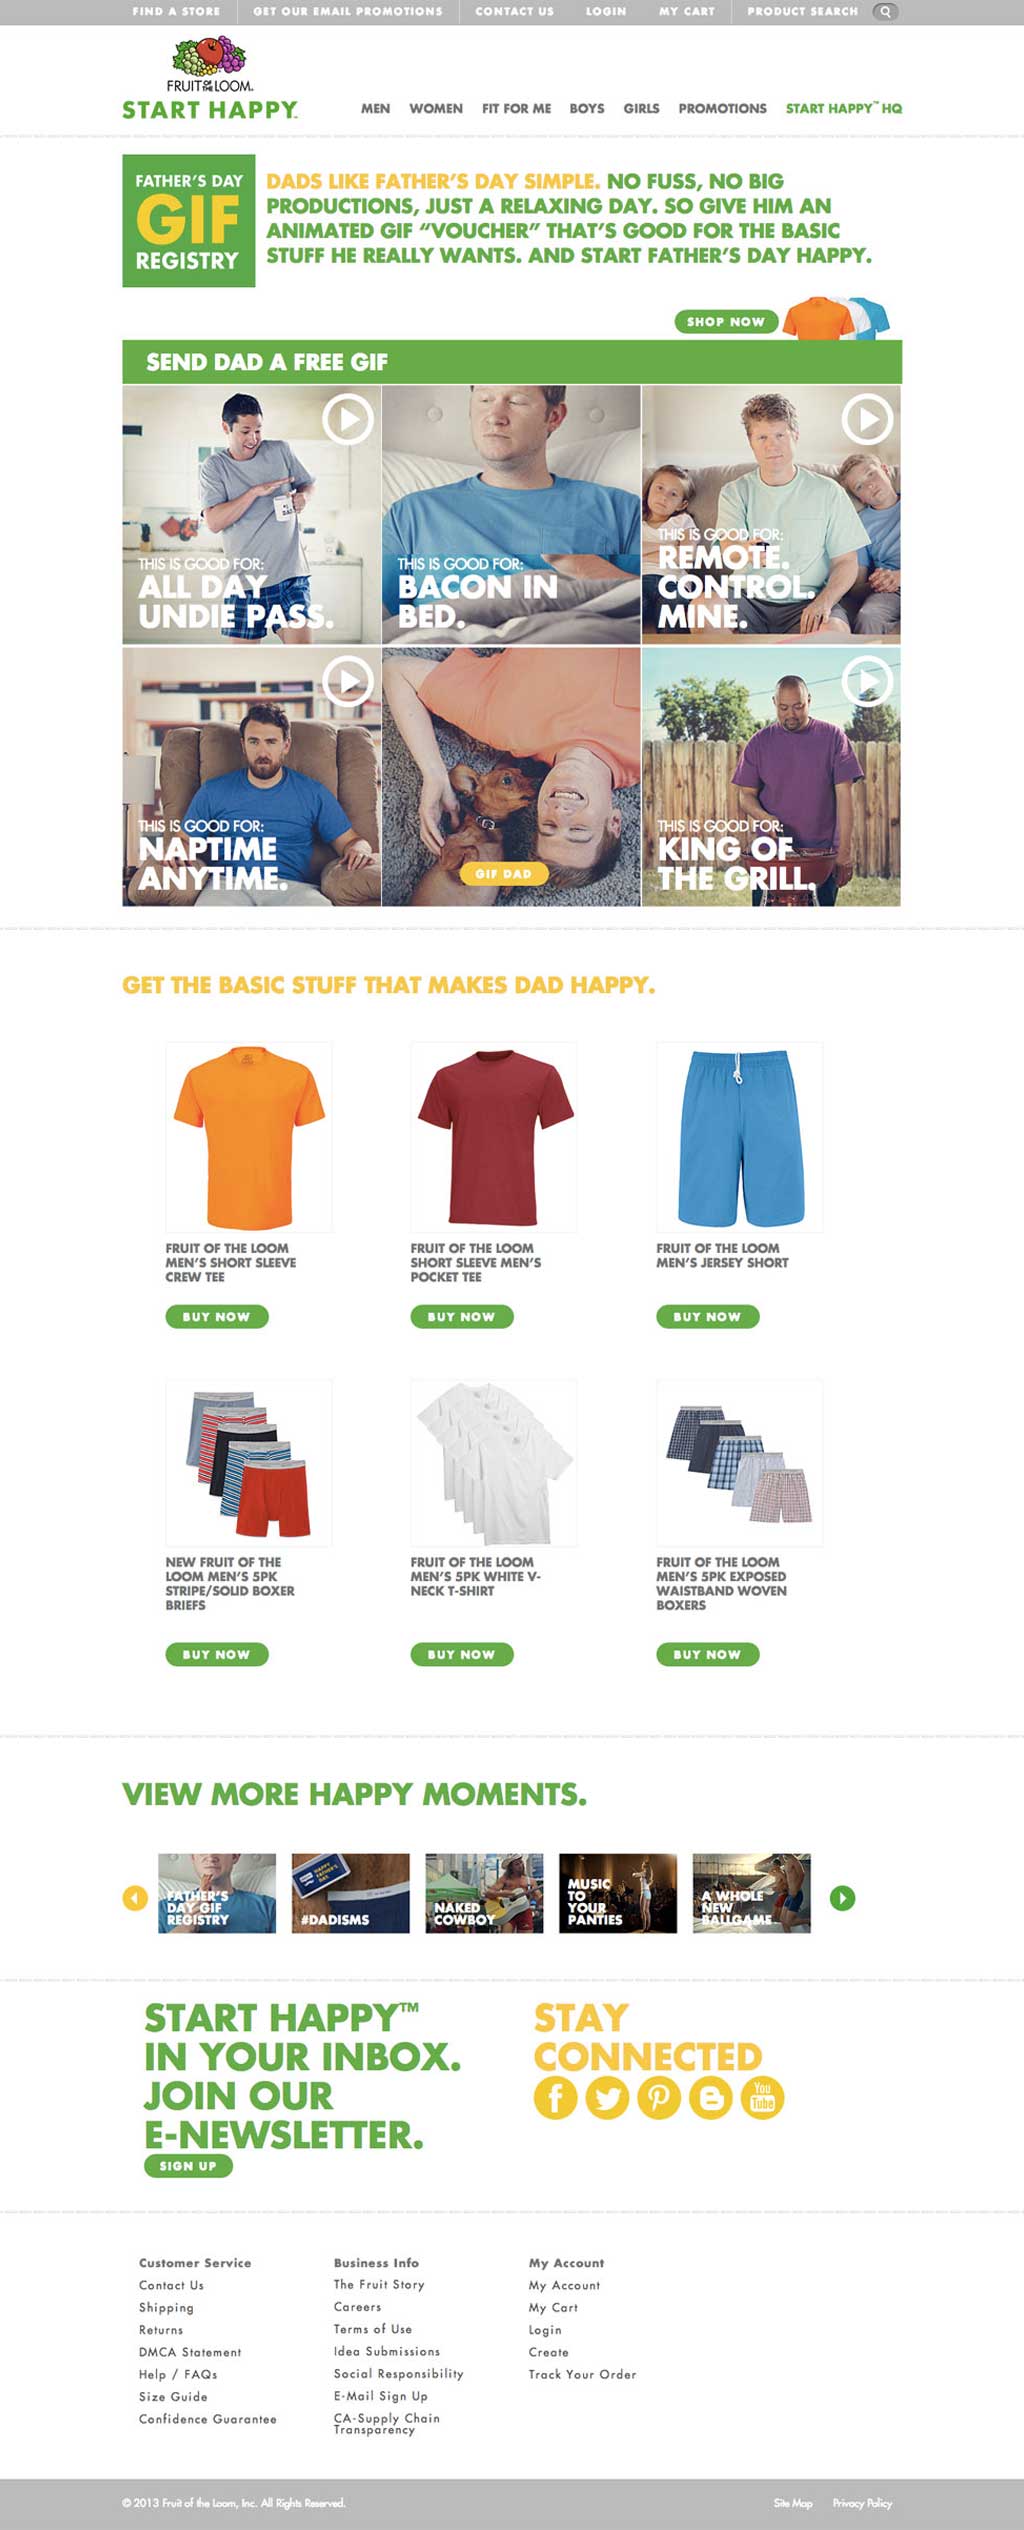 FIND A STORE
GET OUR EMAIL PROMOTIONS
CONTACT US
LOGIN
MY CART
PRODUCT SEARCH
FRUIT OF THE LOOM.
START HAPPY™
MEN
WOMEN
FIT FOR ME
BOYS
GIRLS
PROMOTIONS
START HAPPY™ HQ
FATHER'S DAY
GIF
REGISTRY
DADS LIKE FATHER'S DAY SIMPLE. NO FUSS, NO BIG
PRODUCTIONS, JUST A RELAXING DAY. SO GIVE HIM AN
ANIMATED GIF “VOUCHER” THAT'S GOOD FOR THE BASIC
STUFF HE REALLY WANTS. AND START FATHER'S DAY HAPPY.
SHOP NOW
SEND DAD A FREE GIF
THIS IS GOOD FOR:
ALL DAY
UNDIE PASS.
THIS IS GOOD FOR:
BACON IN
BED.
THIS IS GOOD FOR:
REMOTE.
CONTROL.
MINE.
THIS IS GOOD FOR:
NAPTIME
ANYTIME.
GIF DAD
THIS IS GOOD FOR:
KING OF
THE GRILL.
GET THE BASIC STUFF THAT MAKES DAD HAPPY.
FRUIT OF THE LOOM
MEN'S SHORT SLEEVE
CREW TEE
BUY NOW
FRUIT OF THE LOOM
SHORT SLEEVE MEN'S
POCKET TEE
BUY NOW
FRUIT OF THE LOOM
MEN'S JERSEY SHORT
BUY NOW
NEW FRUIT OF THE
LOOM MEN'S 5PK
STRIPE/SOLID BOXER
BRIEFS
BUY NOW
FRUIT OF THE LOOM
MEN'S 5PK WHITE V-
NECK T-SHIRT
BUY NOW
FRUIT OF THE LOOM
MEN'S 5PK EXPOSED
WAISTBAND WOVEN
BOXERS
BUY NOW
VIEW MORE HAPPY MOMENTS.
FATHER'S
DAY GIF
REGISTRY
HAPPY
FATHER'S
DAY.
#DADISMS
NAKED
COWBOY
MUSIC
TO
YOUR
PANTIES
A WHOLE
NEW
BALLGAME
START HAPPY™
IN YOUR INBOX.
JOIN OUR
E-NEWSLETTER.
SIGN UP
STAY
CONNECTED
You
Tube
Customer Service
Contact Us
Shipping
Returns
DMCA Statement
Help / FAQs
Size Guide
Confidence Guarantee
Business Info
The Fruit Story
Careers
Terms of Use
Idea Submissions
Social Responsibility
E-Mail Sign Up
CA-Supply Chain
Transparency
My Account
My Account
My Cart
Login
Create
Track Your Order
© 2013 Fruit of the Loom, Inc. All Rights Reserved.
Site Map
Privacy Policy